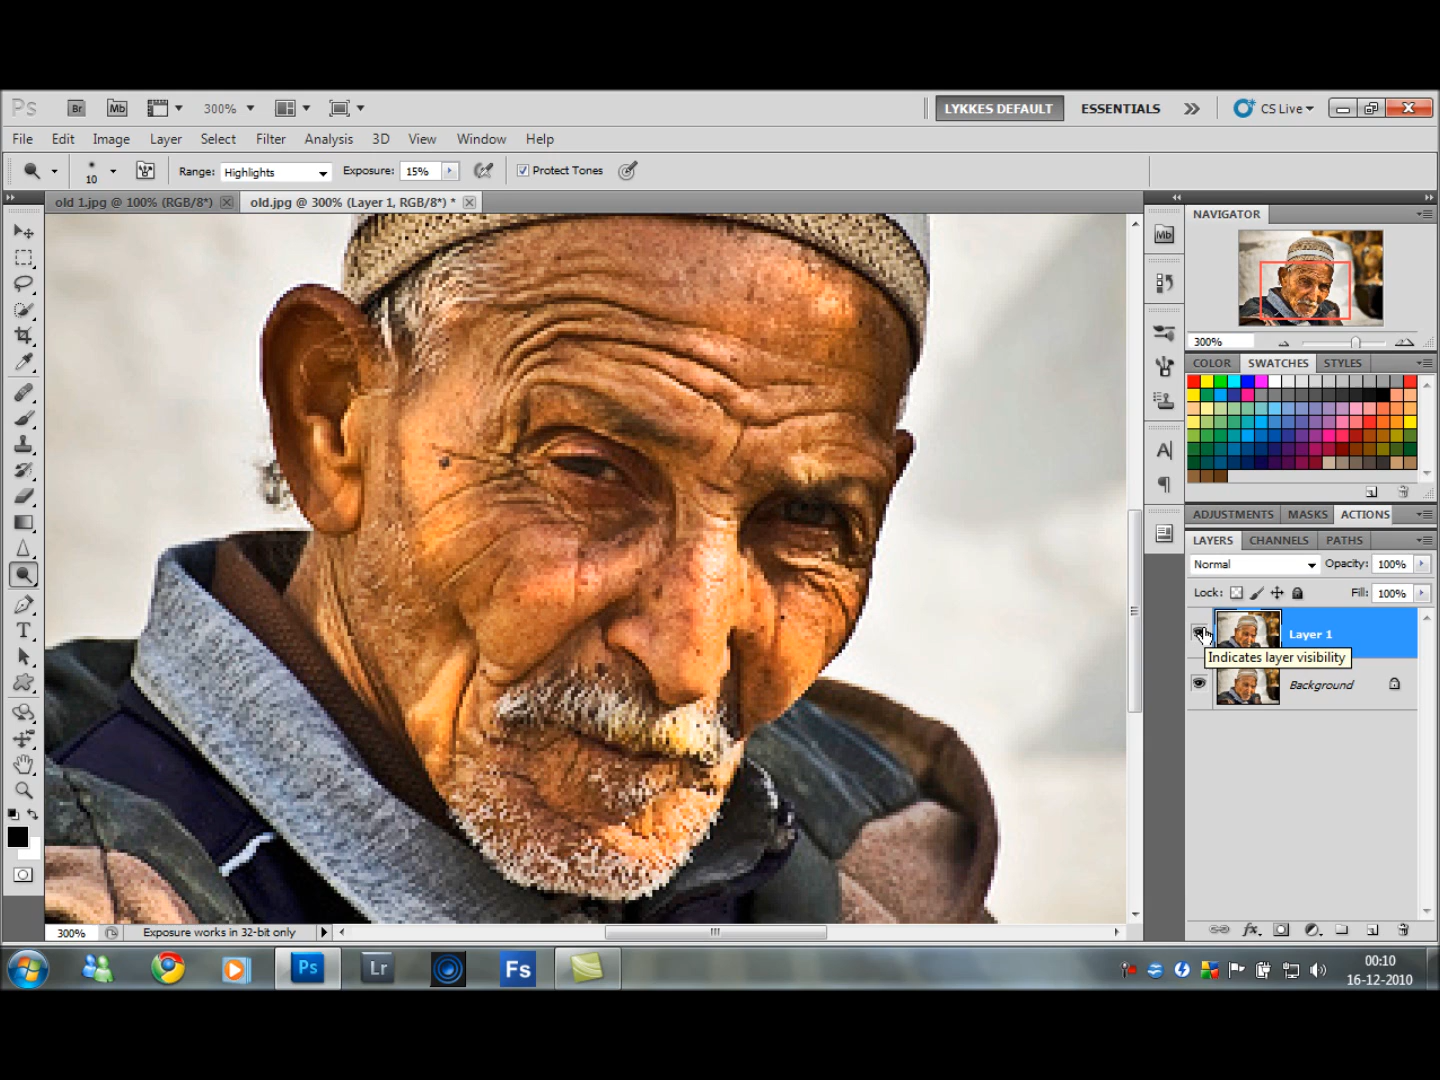 Ps Br Mb 300% LYKKES DEFAULT ESSENTIALS CS Live
File Edit Image Layer Select Filter Analysis 3D View Window Help
10 Range: Highlights Exposure: 15% Protect Tones
old 1.jpg @ 100% (RGB/8*) old.jpg @ 300% (Layer 1, RGB/8*) *
NAVIGATOR
Mb
300%
COLOR SWATCHES STYLES
A
ADJUSTMENTS MASKS ACTIONS
LAYERS CHANNELS PATHS
Normal Opacity: 100%
Lock: Fill: 100%
Layer 1
Indicates layer visibility
Background
T
fx
300% Exposure works in 32-bit only
Ps Lr Fs
00:10
16-12-2010